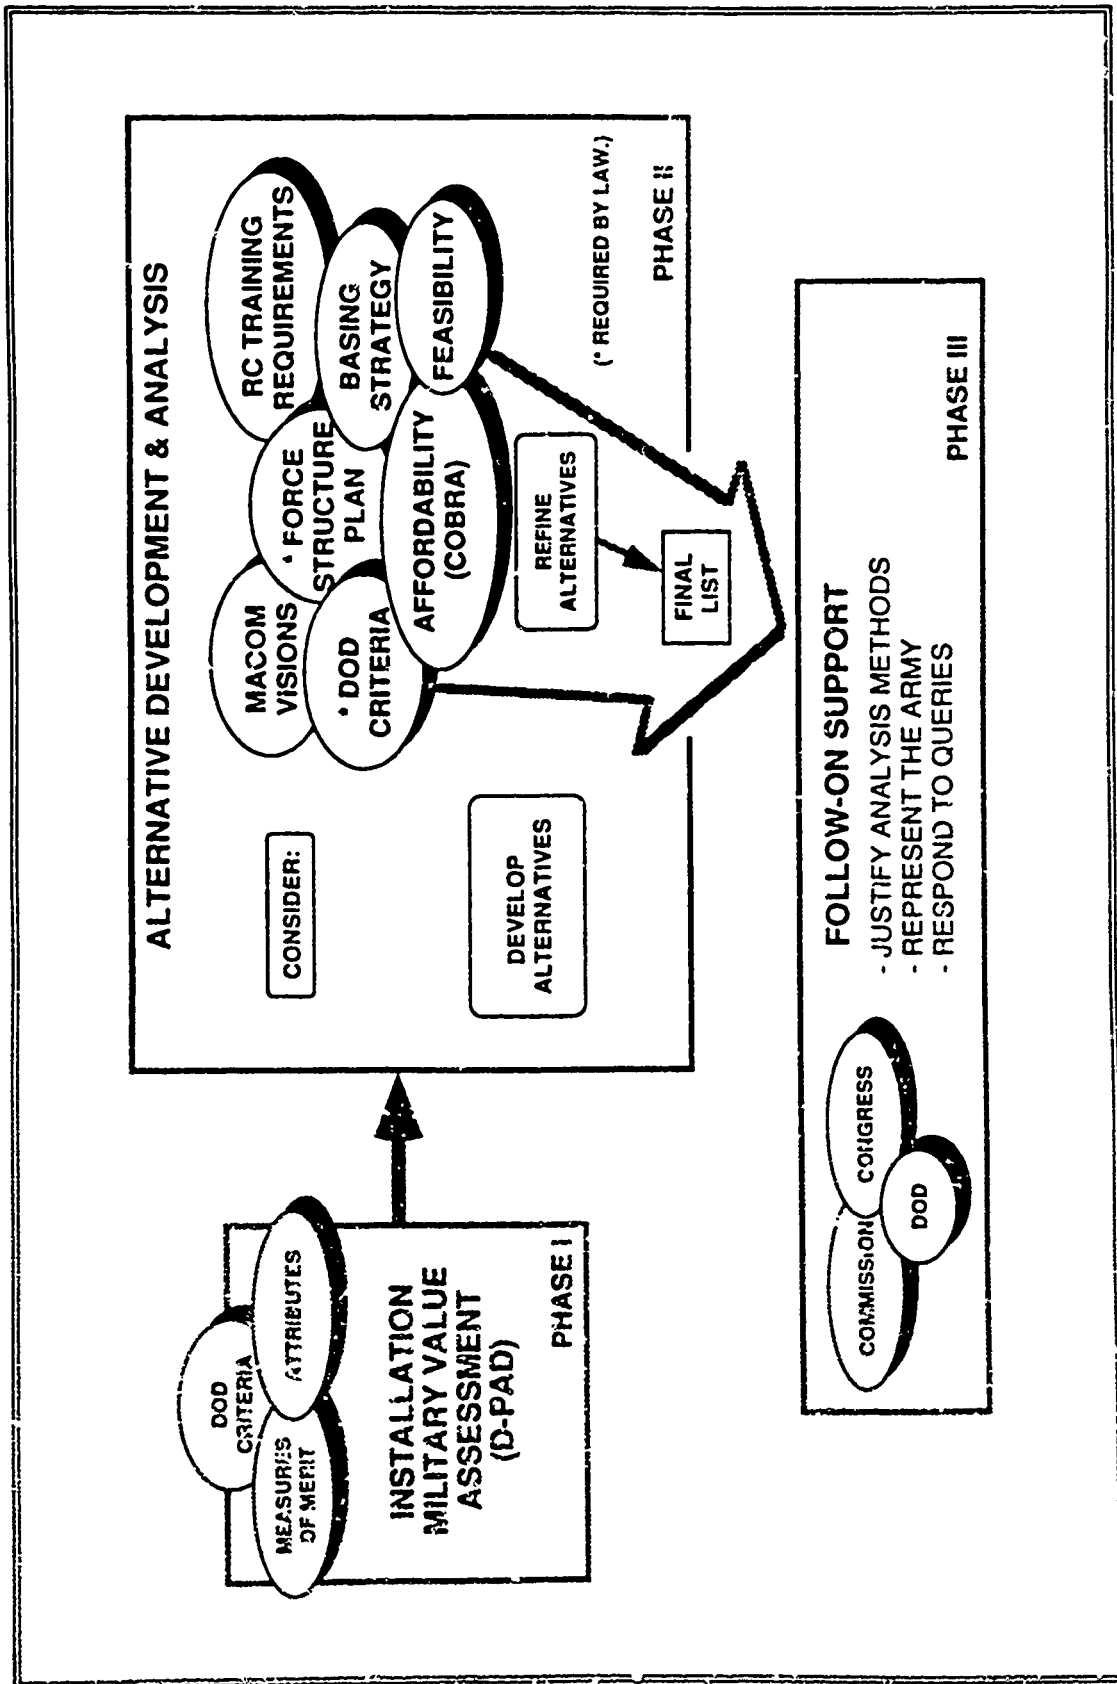 DOD
CRITERIA
MEASURES
OF MERIT
ATTRIBUTES
INSTALLATION
MILITARY VALUE
ASSESSMENT
(D-PAD)
PHASE I
ALTERNATIVE DEVELOPMENT & ANALYSIS
CONSIDER:
MACOM
VISIONS
* DOD
CRITERIA
* FORCE
STRUCTURE
PLAN
RC TRAINING
REQUIREMENTS
BASING
STRATEGY
AFFORDABILITY
(COBRA)
FEASIBILITY
DEVELOP
ALTERNATIVES
REFINE
ALTERNATIVES
FINAL
LIST
(* REQUIRED BY LAW.)
PHASE II
COMMISSION
CONGRESS
DOD
FOLLOW-ON SUPPORT
- JUSTIFY ANALYSIS METHODS
- REPRESENT THE ARMY
- RESPOND TO QUERIES
PHASE III